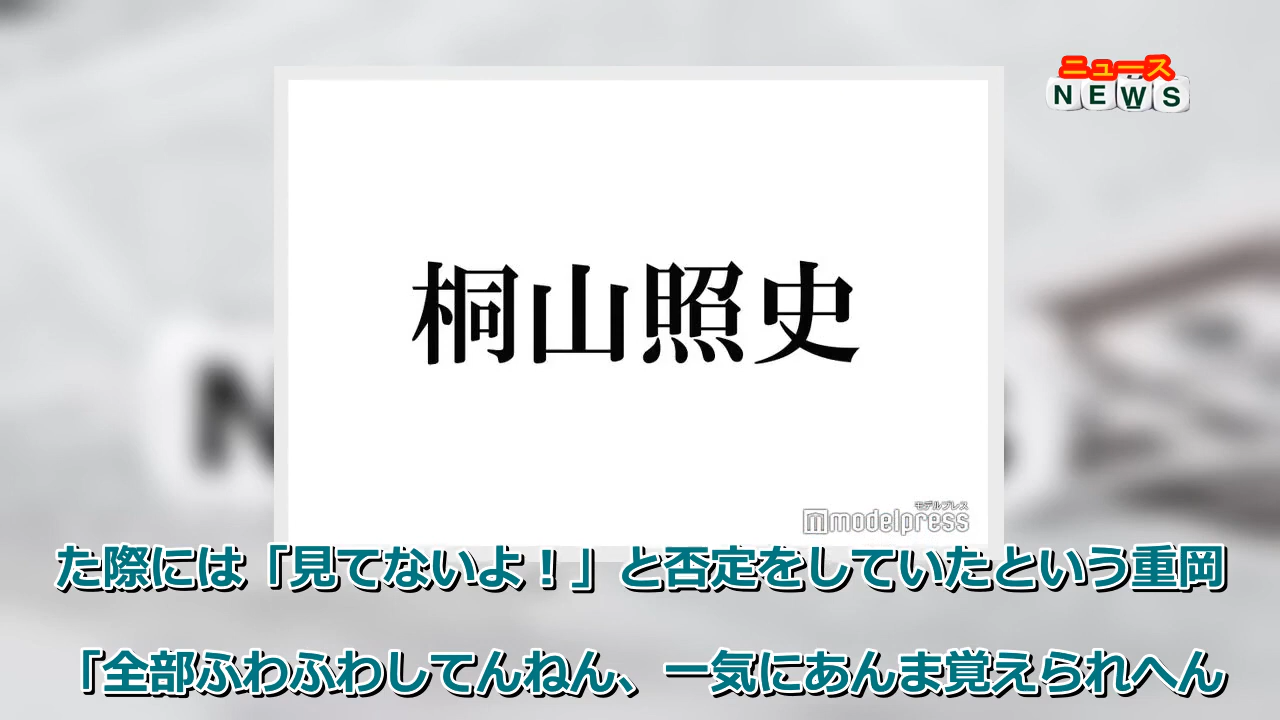 ニュース
NEWS
桐山照史
モデルプレス
modelpress
た際には「見てないよ！」と否定をしていたという重岡
「全部ふわふわしてんねん、一気にあんま覚えられへん